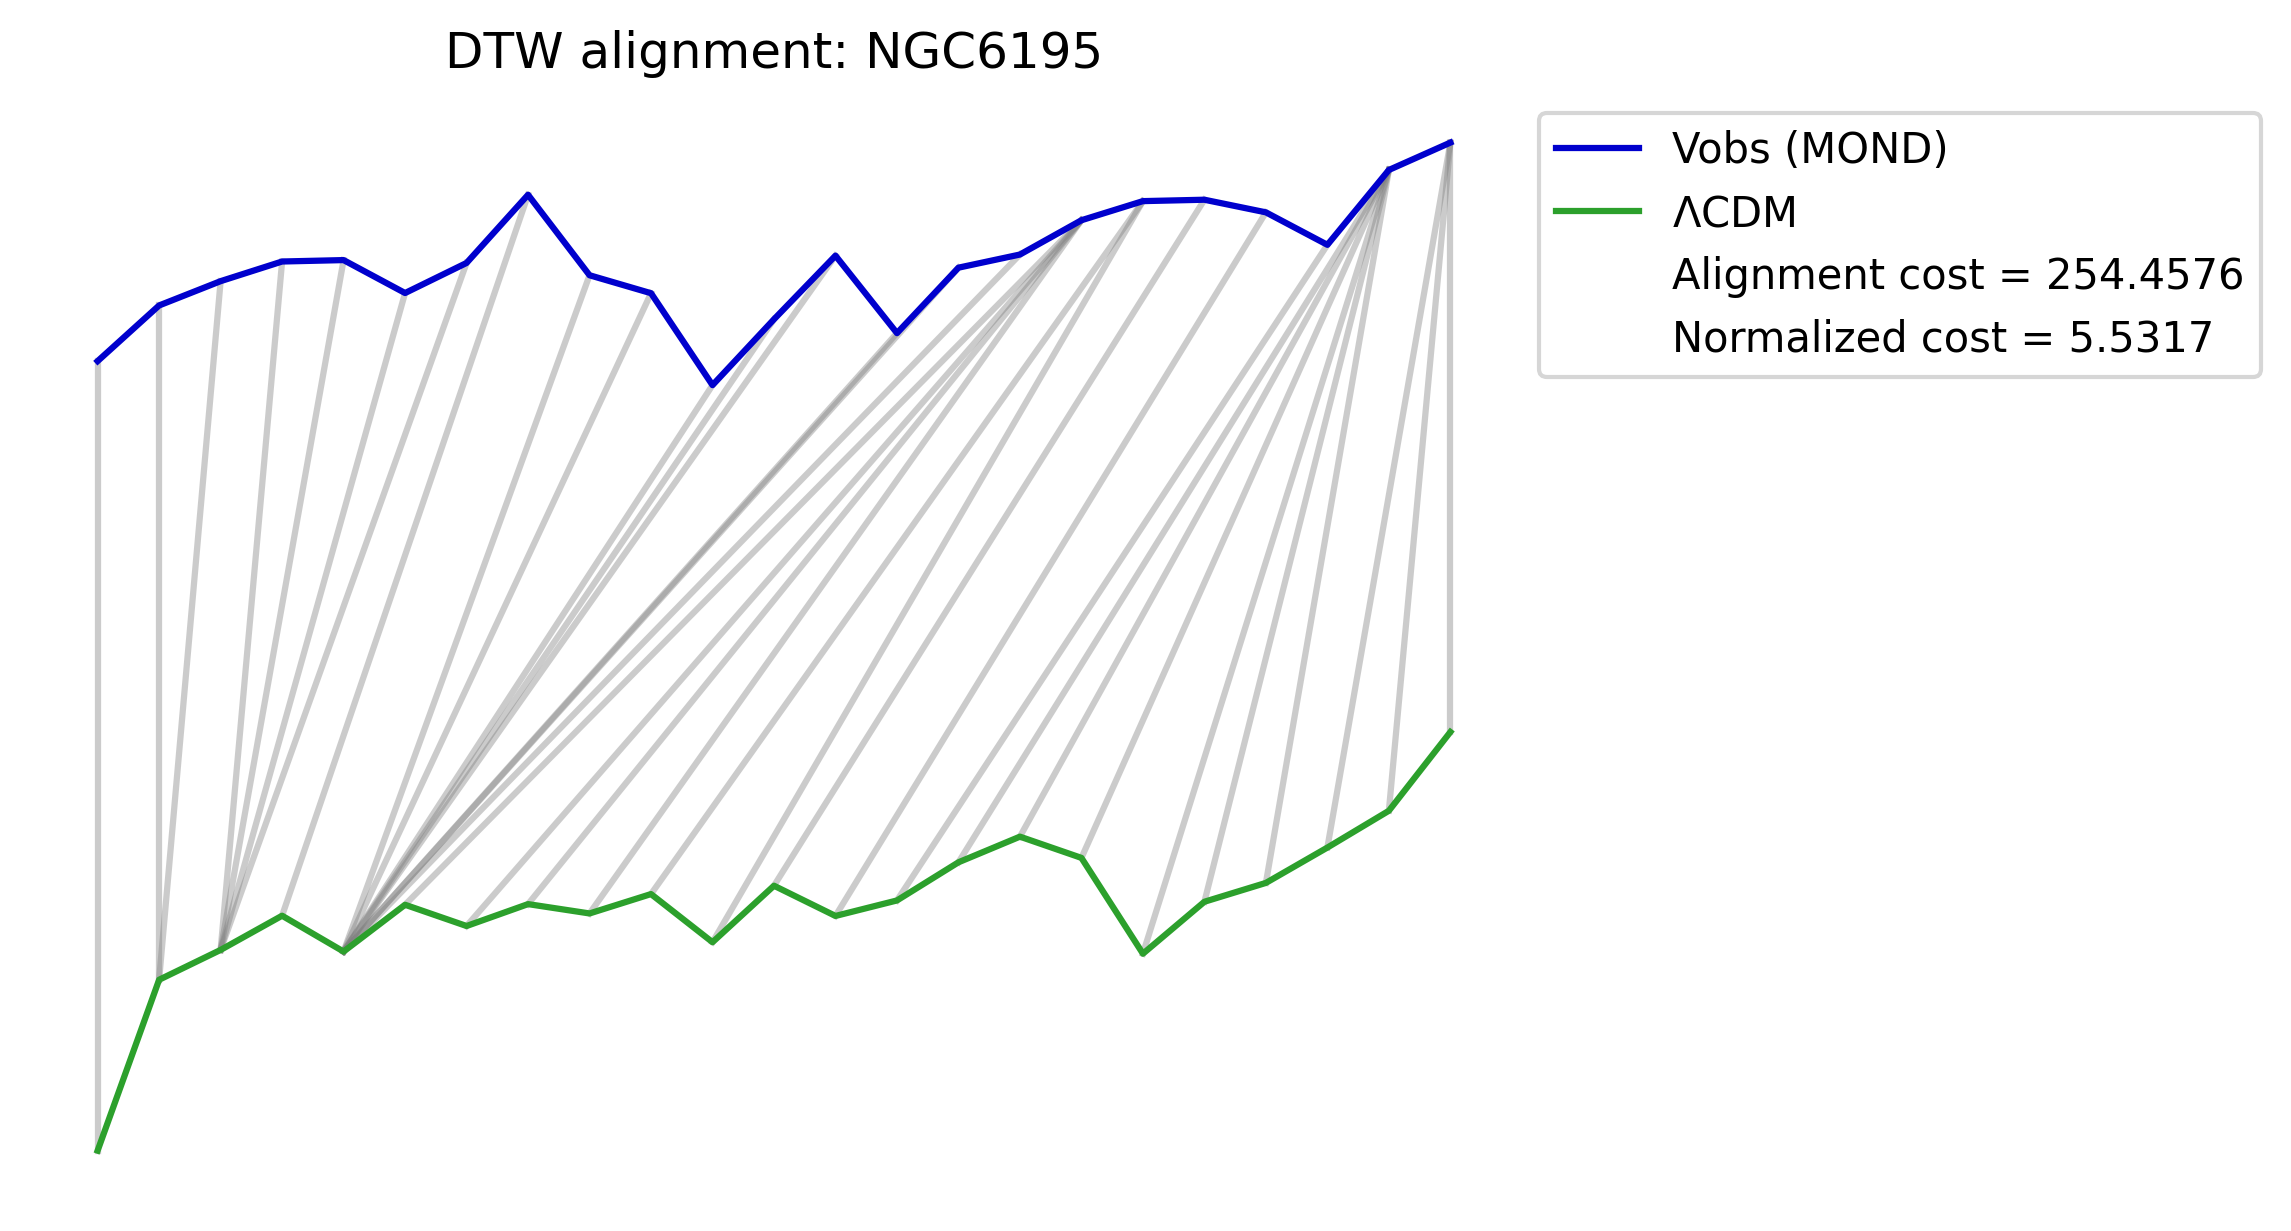 DTW alignment: NGC6195
Vobs (MOND)
ΛCDM
Alignment cost = 254.4576
Normalized cost = 5.5317